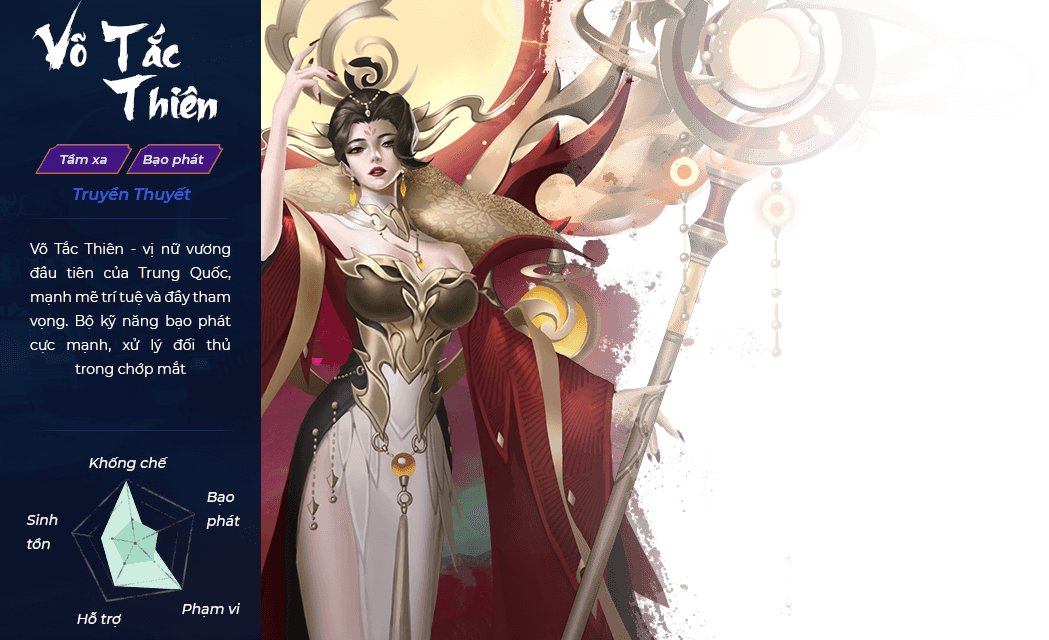 Võ Tắc
Thiên
Tầm xa
Bạo phát
Truyền Thuyết
Võ Tắc Thiên - vị nữ vương
đầu tiên của Trung Quốc,
mạnh mẽ trí tuệ và đầy tham
vọng. Bộ kỹ năng bạo phát
cực mạnh, xử lý đối thủ
trong chớp mắt
Khống chế
Bạo
phát
Sinh
tồn
Phạm vi
Hỗ trợ